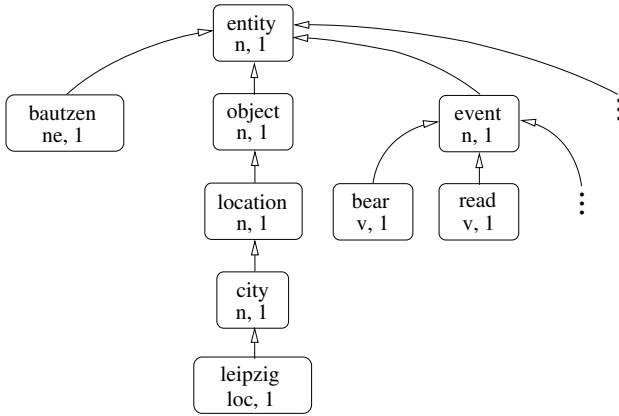 entity
n, 1
bautzen
ne, 1
object
n, 1
event
n, 1
location
n, 1
bear
v, 1
read
v, 1
city
n, 1
leipzig
loc, 1